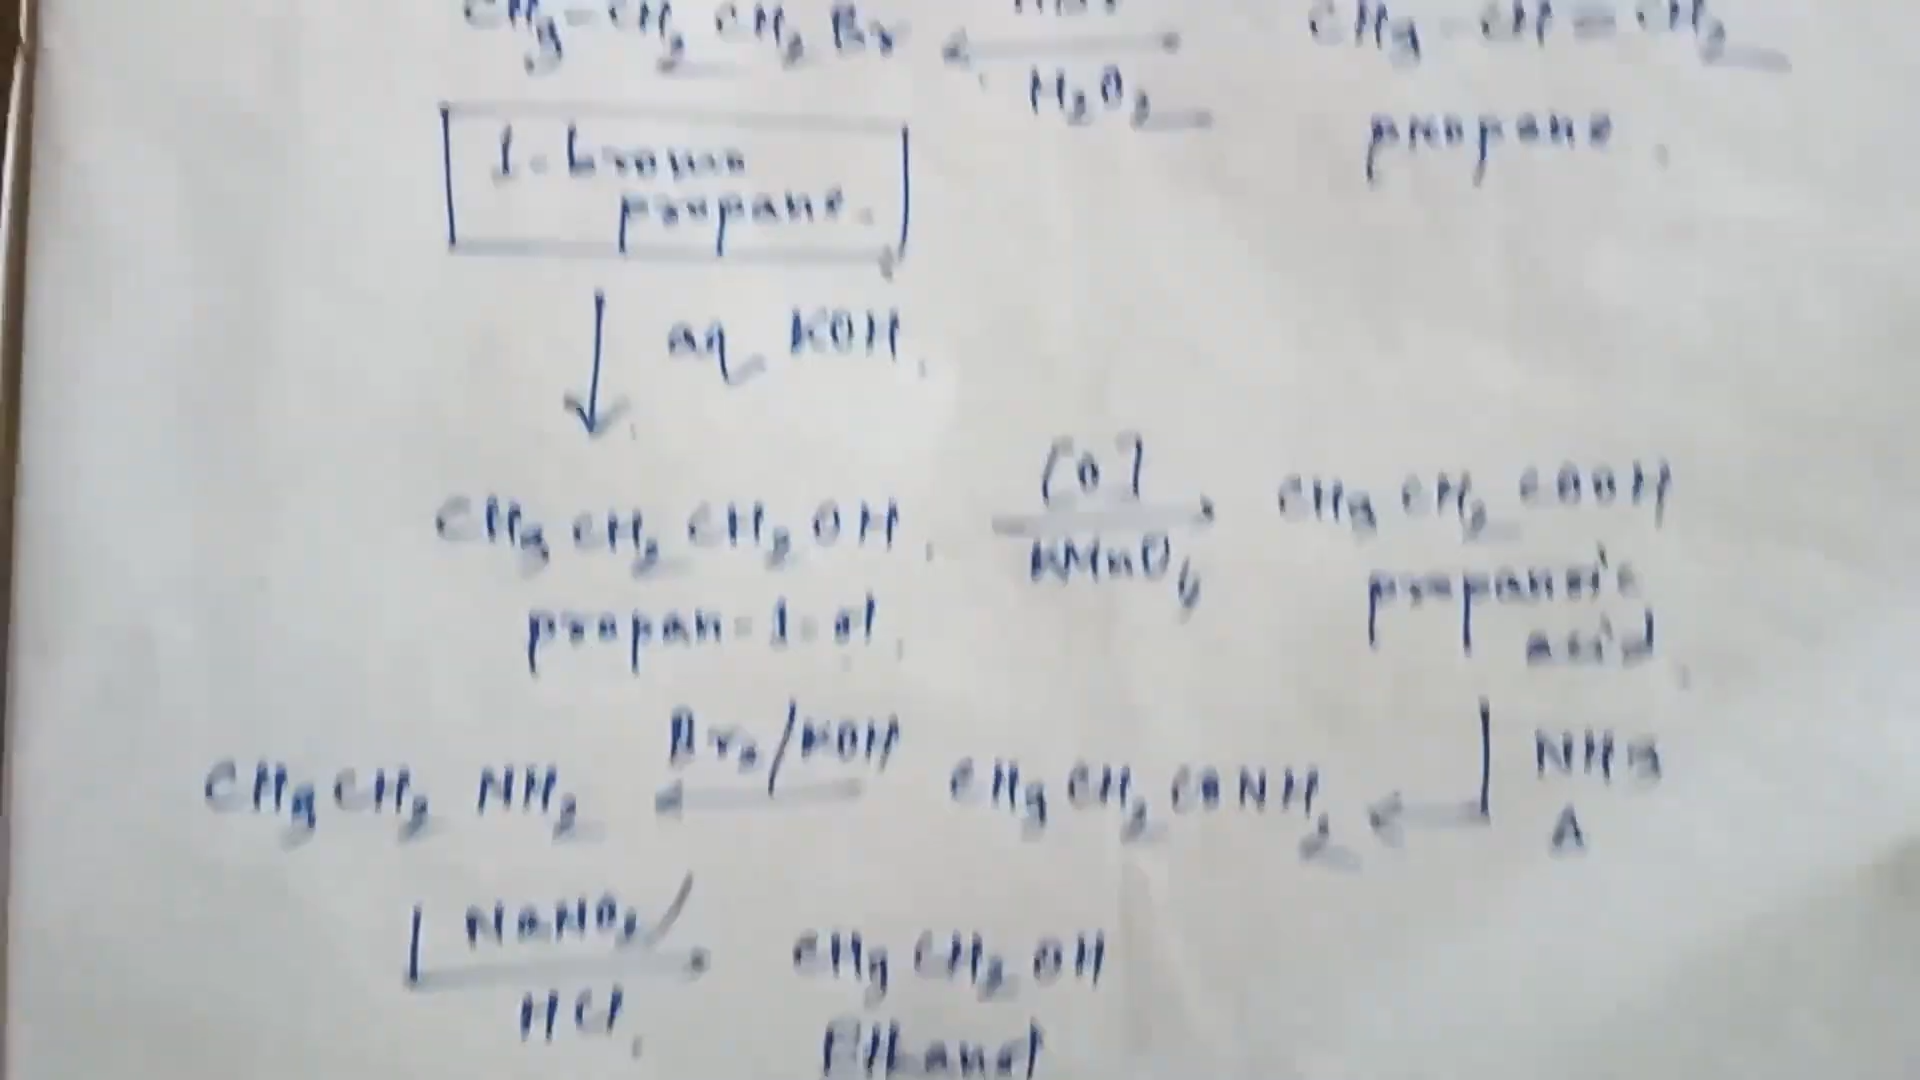 CH3-CH2 CH2 Br ← H2O2 CH3-CH=CH2
propene.
1-bromo
propane.
↓ aq KOH.
CH3 CH2 CH2 OH. [O] / KMnO4 → CH3 CH2 COOH
propan-1-ol. propanoic
acid.
CH3 CH2 NH2 ← Br2/KOH CH3 CH2 CONH2 ← NH3
Δ
NaNO2/ → CH3 CH2 OH
HCl. Ethanol